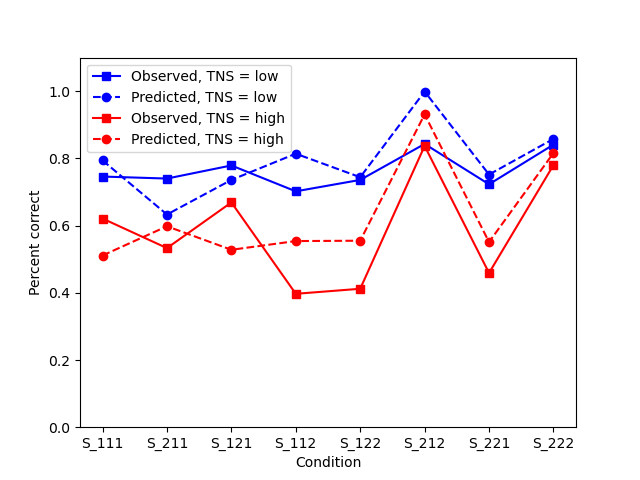 Observed, TNS = low
Predicted, TNS = low
Observed, TNS = high
Predicted, TNS = high
1.0
0.8
0.6
0.4
0.2
0.0
Percent correct
S_111 S_211 S_121 S_112 S_122 S_212 S_221 S_222
Condition